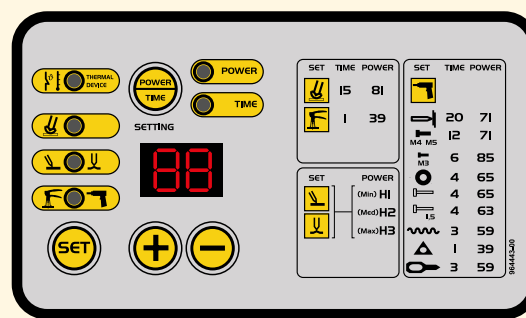 THERMAL
DEVICE
POWER
TIME
POWER
TIME
SETTING
88
SET
SET TIME POWER
15 81
1 39
SET POWER
(Min) H1
(Med) H2
(Max) H3
SET TIME POWER
20 71
12 71
M4 M5
6 85
M3
4 65
4 65
4 63
1,5
3 59
1 39
3 59
964443-00